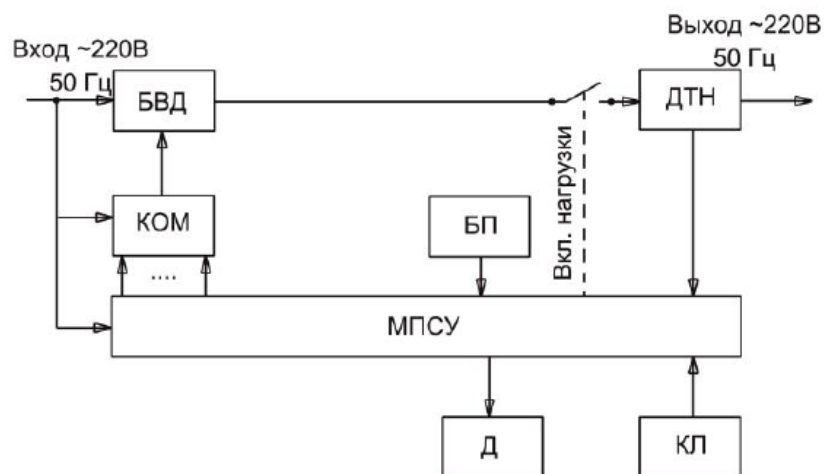 Вход ~220В
50 Гц
Выход ~220В
50 Гц
БВД
ДТН
КОМ
....
БП
Вкл. нагрузки
МПСУ
Д
КЛ